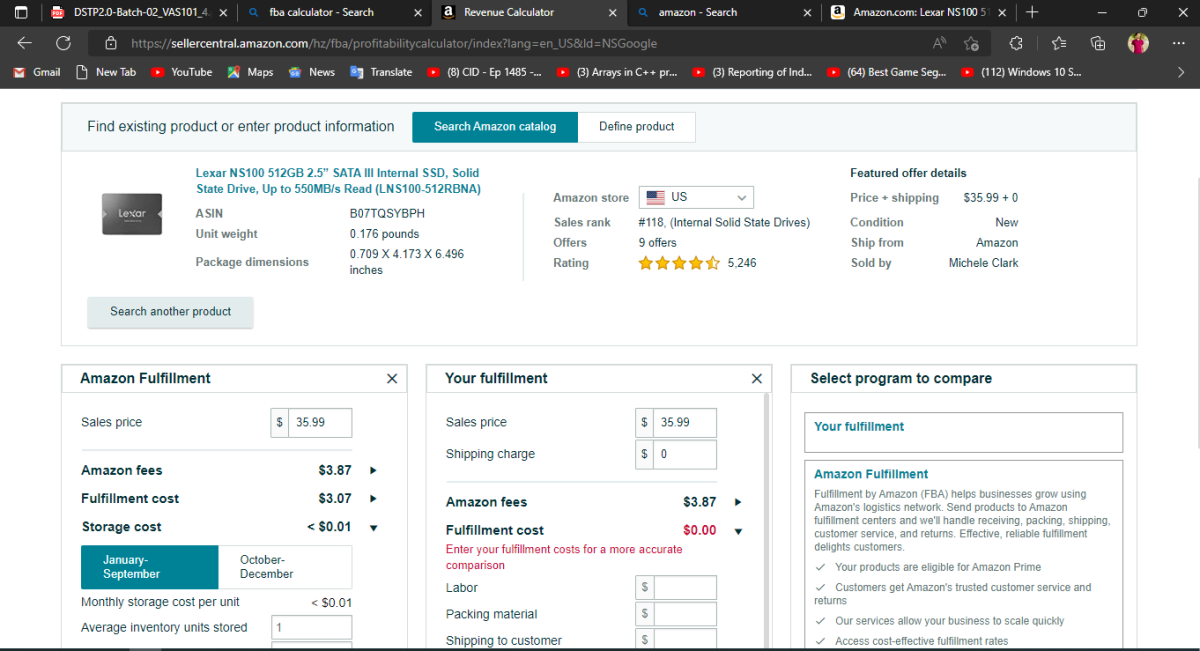 DSTP2.0-Batch-02_VAS101_4.
fba calculator - Search
Revenue Calculator
amazon - Search
Amazon.com: Lexar NS100 51
https://sellercentral.amazon.com/hz/fba/profitabilitycalculator/index?lang=en_US&ld=NSGoogle
Gmail
New Tab
YouTube
Maps
News
Translate
(8) CID - Ep 1485 -...
(3) Arrays in C++ pr...
(3) Reporting of Ind...
(64) Best Game Seg...
(112) Windows 10 S...
Find existing product or enter product information
Search Amazon catalog
Define product
Lexar
Lexar NS100 512GB 2.5” SATA III Internal SSD, Solid
State Drive, Up to 550MB/s Read (LNS100-512RBNA)
ASIN B07TQSYBPH
Unit weight 0.176 pounds
Package dimensions 0.709 X 4.173 X 6.496
inches
Amazon store US
Sales rank #118, (Internal Solid State Drives)
Offers 9 offers
Rating 5,246
Featured offer details
Price + shipping $35.99 + 0
Condition New
Ship from Amazon
Sold by Michele Clark
Search another product
Amazon Fulfillment
Sales price $ 35.99
Amazon fees $3.87
Fulfillment cost $3.07
Storage cost < $0.01
January-
September
October-
December
Monthly storage cost per unit < $0.01
Average inventory units stored 1
Your fulfillment
Sales price $ 35.99
Shipping charge $ 0
Amazon fees $3.87
Fulfillment cost $0.00
Enter your fulfillment costs for a more accurate
comparison
Labor $
Packing material $
Shipping to customer $
Select program to compare
Your fulfillment
Amazon Fulfillment
Fulfillment by Amazon (FBA) helps businesses grow using
Amazon's logistics network. Send products to Amazon
fulfillment centers and we'll handle receiving, packing, shipping,
customer service, and returns. Effective, reliable fulfillment
delights customers.
Your products are eligible for Amazon Prime
Customers get Amazon's trusted customer service and
returns
Our services allow your business to scale quickly
Access cost-effective fulfillment rates